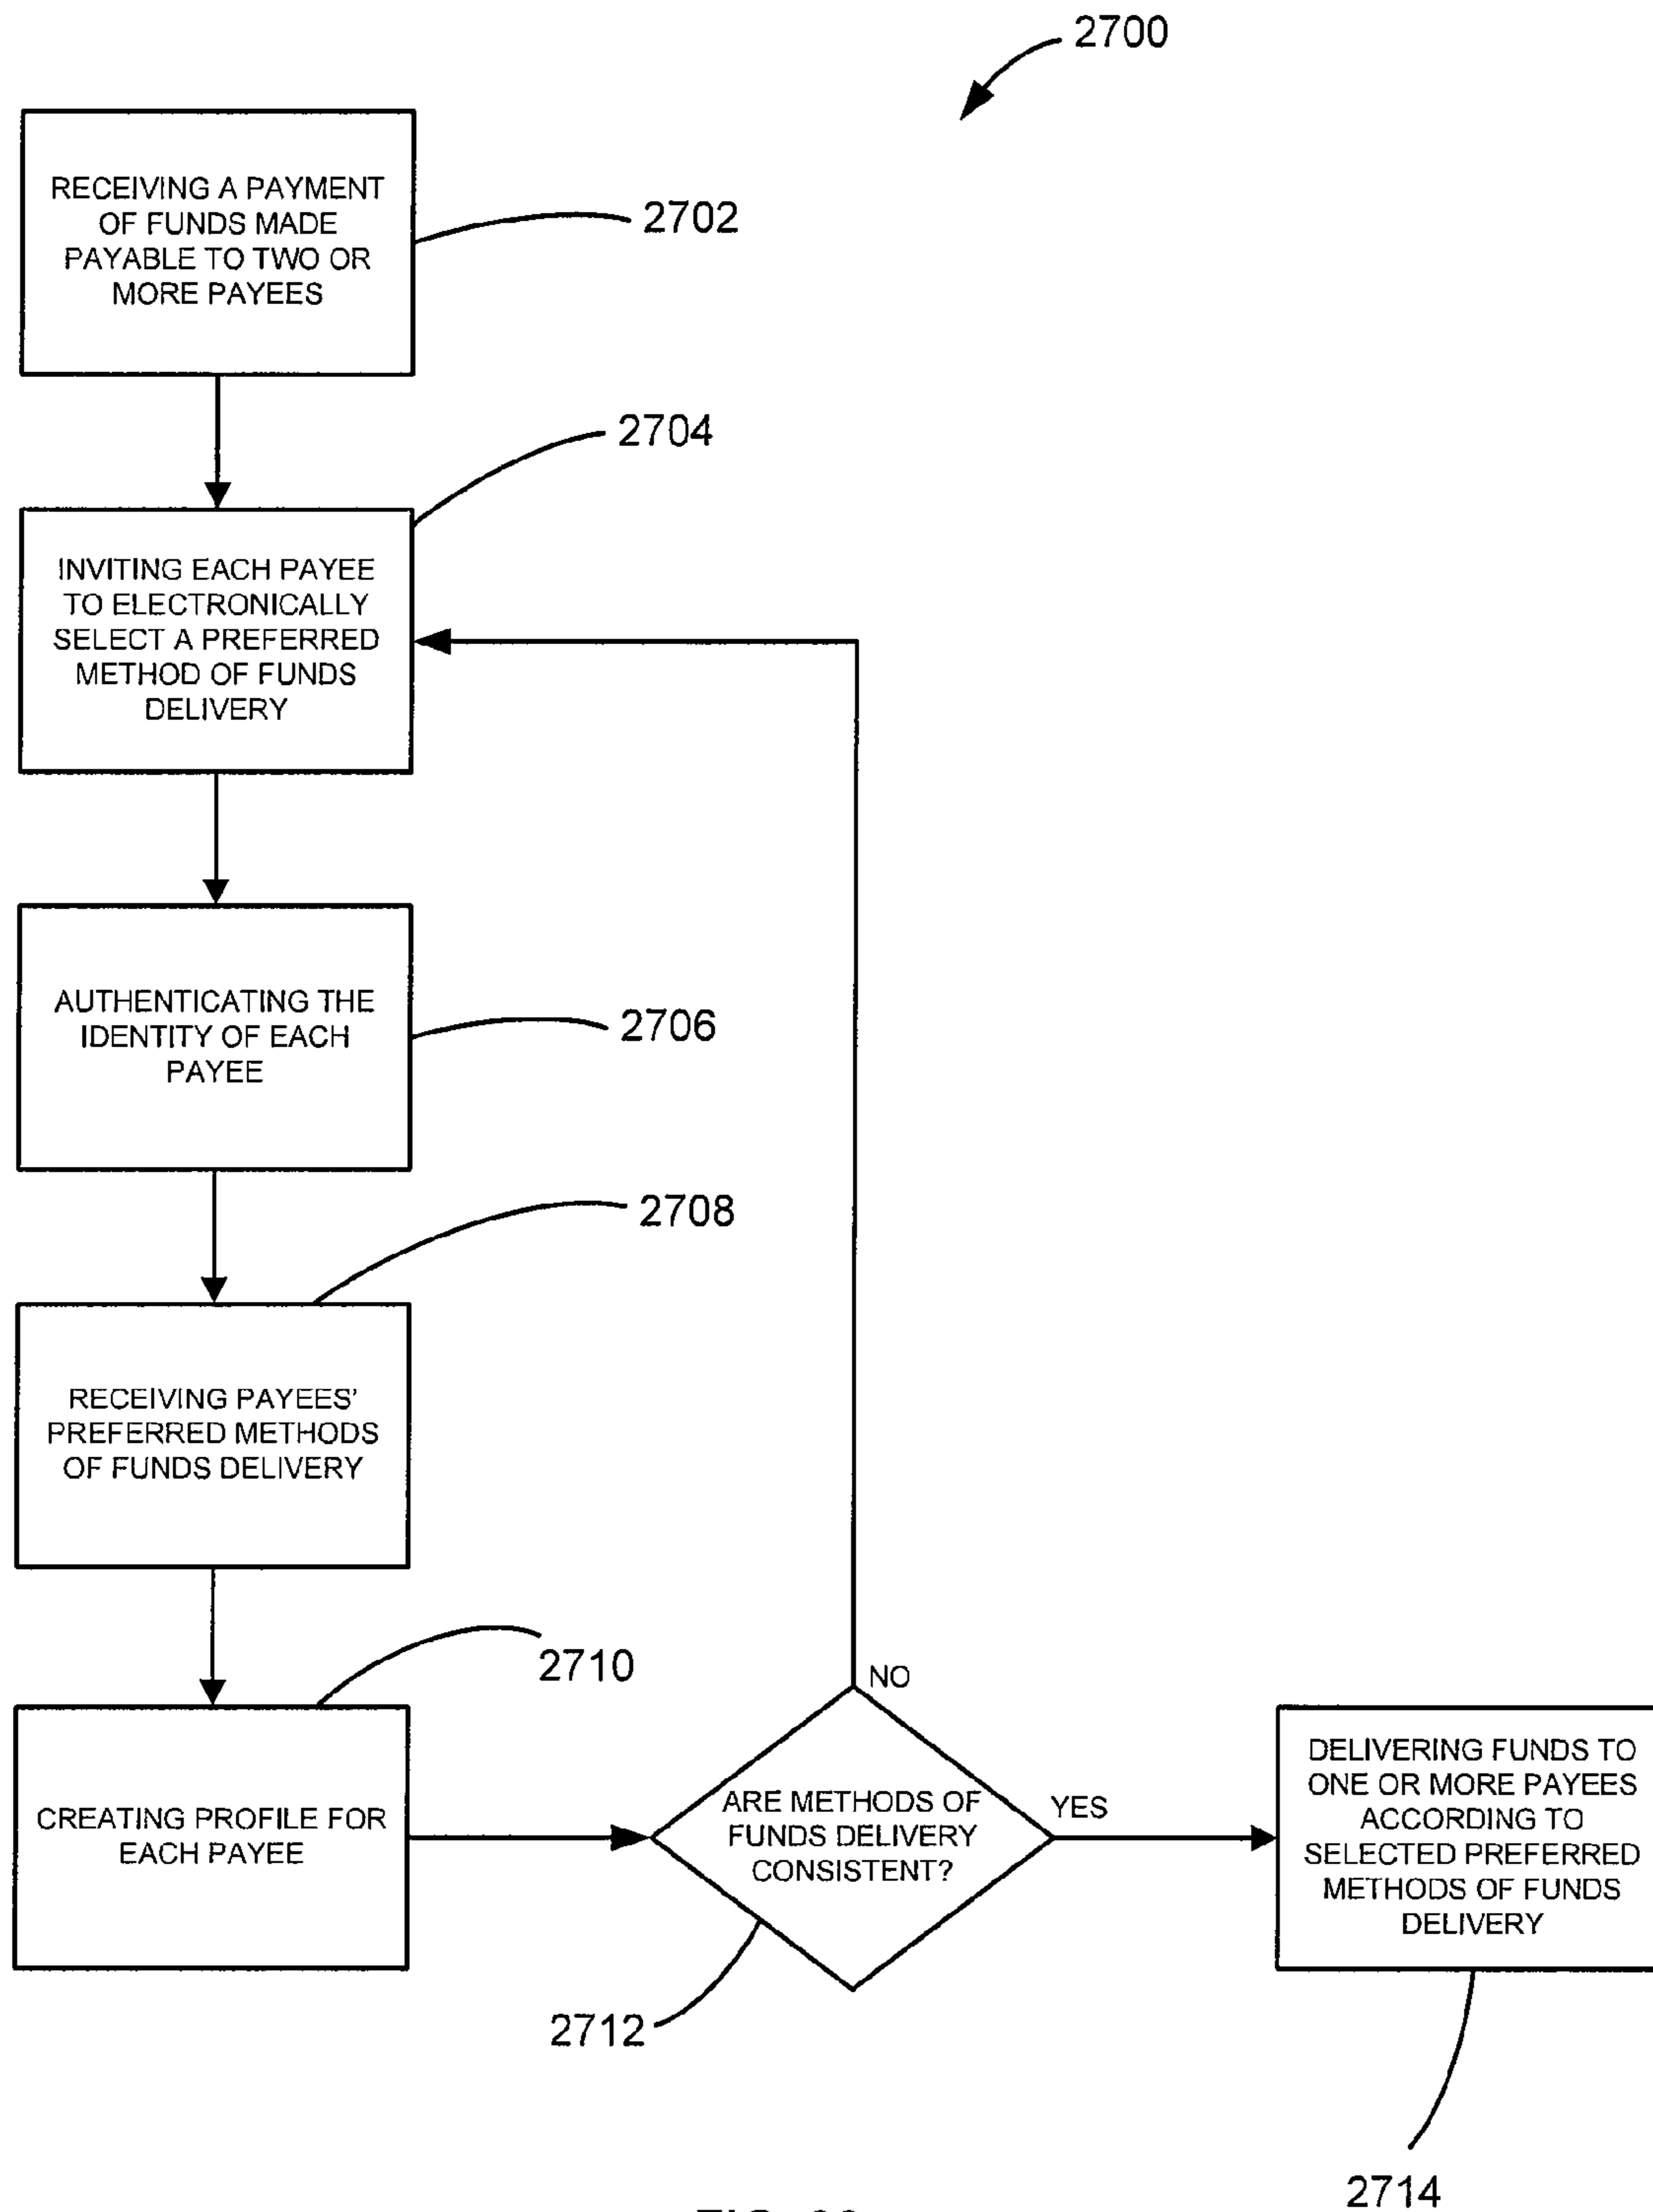 2700
RECEIVING A PAYMENT
OF FUNDS MADE
PAYABLE TO TWO OR
MORE PAYEES
2702
2704
INVITING EACH PAYEE
TO ELECTRONICALLY
SELECT A PREFERRED
METHOD OF FUNDS
DELIVERY
AUTHENTICATING THE
IDENTITY OF EACH
PAYEE
2706
2708
RECEIVING PAYEES'
PREFERRED METHODS
OF FUNDS DELIVERY
2710
CREATING PROFILE FOR
EACH PAYEE
NO
ARE METHODS OF
FUNDS DELIVERY
CONSISTENT?
YES
2712
DELIVERING FUNDS TO
ONE OR MORE PAYEES
ACCORDING TO
SELECTED PREFERRED
METHODS OF FUNDS
DELIVERY
2714